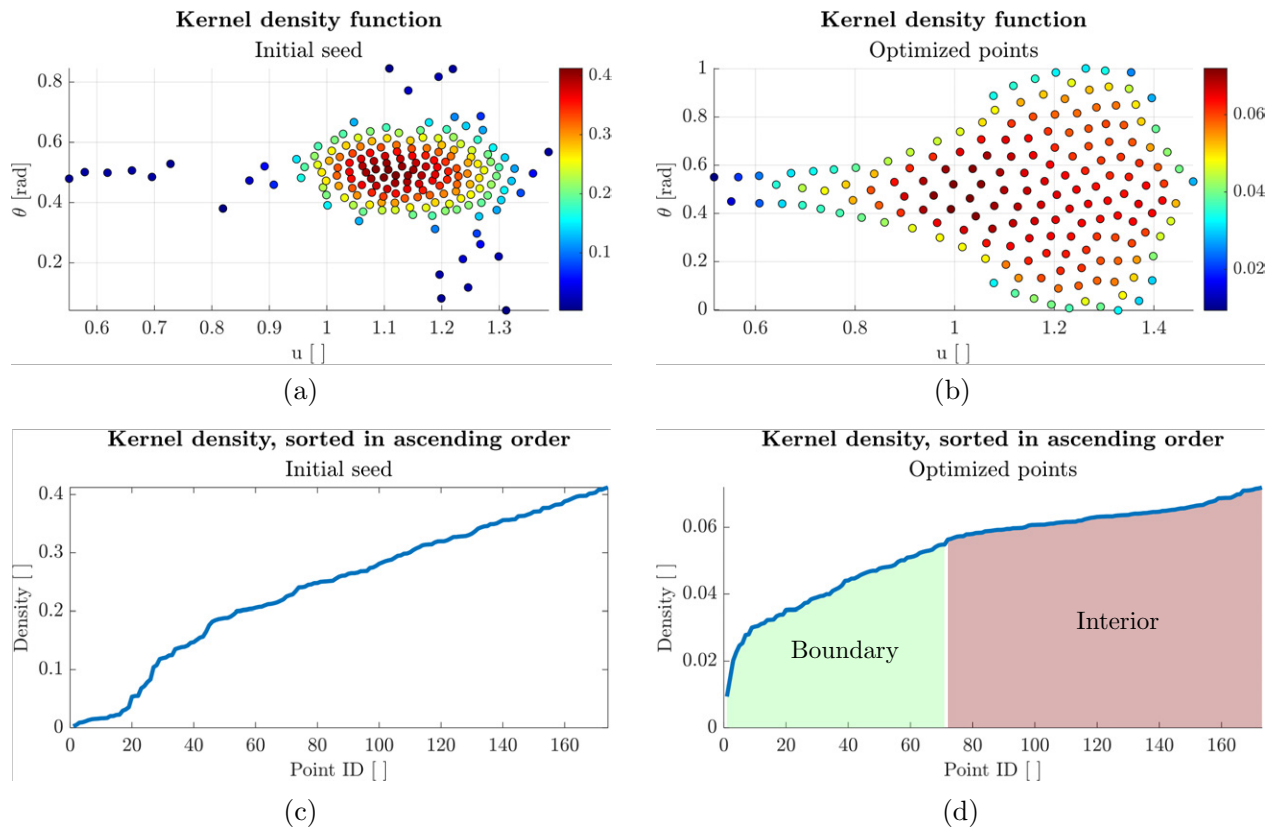 Kernel density function
Initial seed
0.8
0.6
0.4
0.2
θ [rad]
0.6 0.7 0.8 0.9 1 1.1 1.2 1.3
u [ ]
0.4
0.3
0.2
0.1
(a)
Kernel density function
Optimized points
1
0.8
0.6
0.4
0.2
0
θ [rad]
0.6 0.8 1 1.2 1.4
u [ ]
0.06
0.04
0.02
(b)
Kernel density, sorted in ascending order
Initial seed
0.4
0.3
0.2
0.1
0
Density [ ]
0 20 40 60 80 100 120 140 160
Point ID [ ]
(c)
Kernel density, sorted in ascending order
Optimized points
0.06
0.04
0.02
0
Density [ ]
Boundary
Interior
0 20 40 60 80 100 120 140 160
Point ID [ ]
(d)